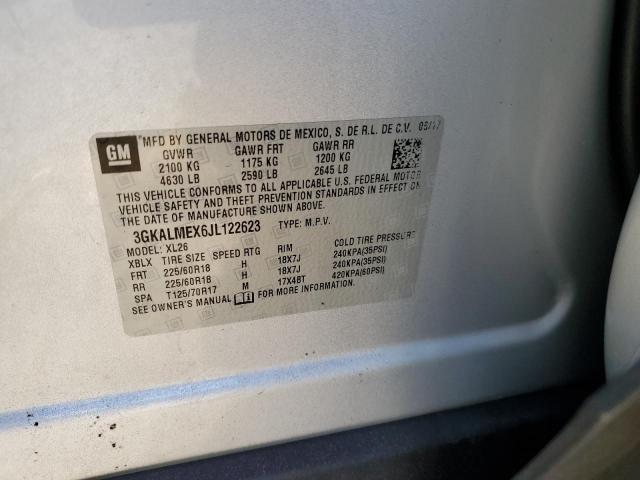 GM
MFD BY GENERAL MOTORS DE MEXICO, S. DE R.L. DE C.V. 09/17
GVWR GAWR FRT GAWR RR
2100 KG 1175 KG 1200 KG
4630 LB 2590 LB 2645 LB
THIS VEHICLE CONFORMS TO ALL APPLICABLE U.S. FEDERAL MOTOR
VEHICLE SAFETY AND THEFT PREVENTION STANDARDS IN EFFECT ON
THE DATE OF MANUFACTURE SHOWN ABOVE.
3GKALMEX6JL122623 TYPE: M.P.V.
MODEL: XL26
XBLX TIRE SIZE SPEED RTG RIM COLD TIRE PRESSURE
FRT 225/60R18 H 18X7J 240KPA(35PSI)
RR 225/60R18 H 18X7J 240KPA(35PSI)
SPA T125/70R17 M 17X4BT 420KPA(60PSI)
SEE OWNER'S MANUAL FOR MORE INFORMATION.